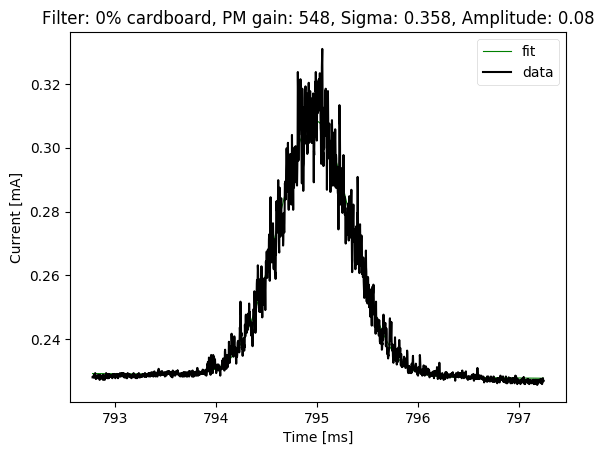 Filter: 0% cardboard, PM gain: 548, Sigma: 0.358, Amplitude: 0.08
fit
data
0.32
0.30
0.28
0.26
0.24
Current [mA]
793
794
795
796
797
Time [ms]